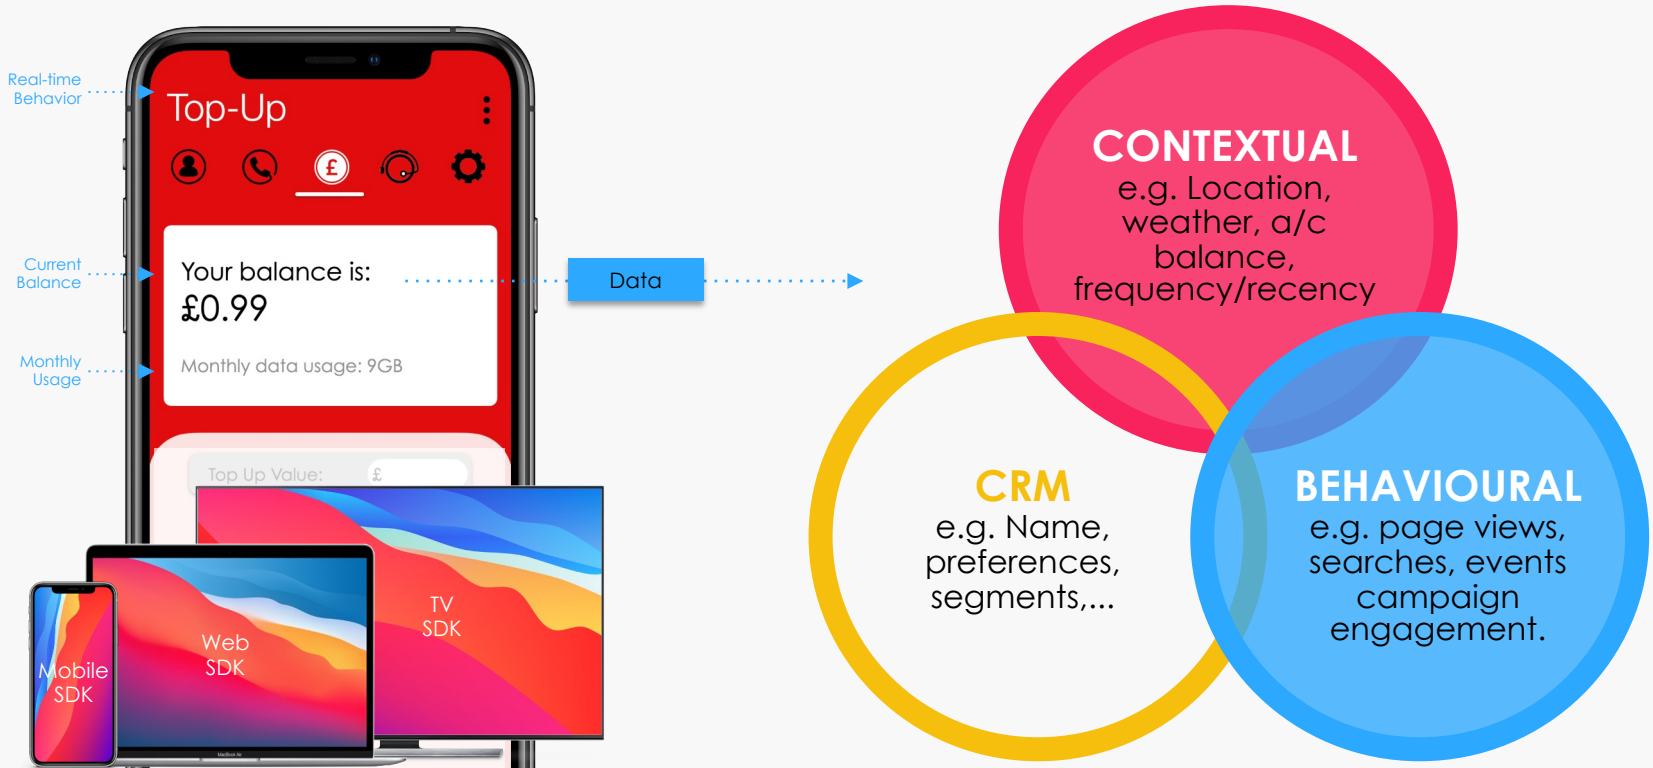 Real-time
Behavior
Top-Up
£
Current
Balance
Your balance is:
£0.99
Monthly
Usage
Monthly data usage: 9GB
Top Up Value:
£
Data
TV
SDK
Web
SDK
Mobile
SDK
MacBook Air
CONTEXTUAL
e.g. Location,
weather, a/c
balance,
frequency/recency
CRM
e.g. Name,
preferences,
segments,...
BEHAVIOURAL
e.g. page views,
searches, events
campaign
engagement.